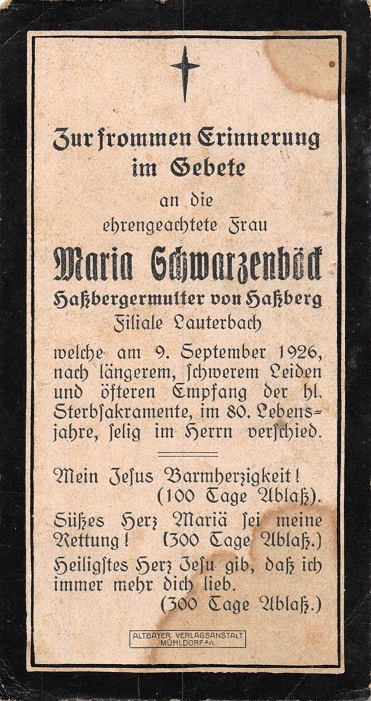 Zur frommen Erinnerung
im Gebete
an die
ehrengeachtete Frau
Maria Schwarzenböck
Haßbergermutter von Haßberg
Filiale Lauterbach
welche am 9. September 1926,
nach längerem, schwerem Leiden
und öfteren Empfang der hl.
Sterbsakramente, im 80. Lebens-
jahre, selig im Herrn verschied.
Mein Jesus Barmherzigkeit!
(100 Tage Ablaß).
Süßes Herz Mariä sei meine
Rettung! (300 Tage Ablaß.)
Heiligstes Herz Jesu gib, daß ich
immer mehr dich lieb.
(300 Tage Ablaß.)
ALTBAYER. VERLAGSANSTALT
MÜHLDORF a/I.